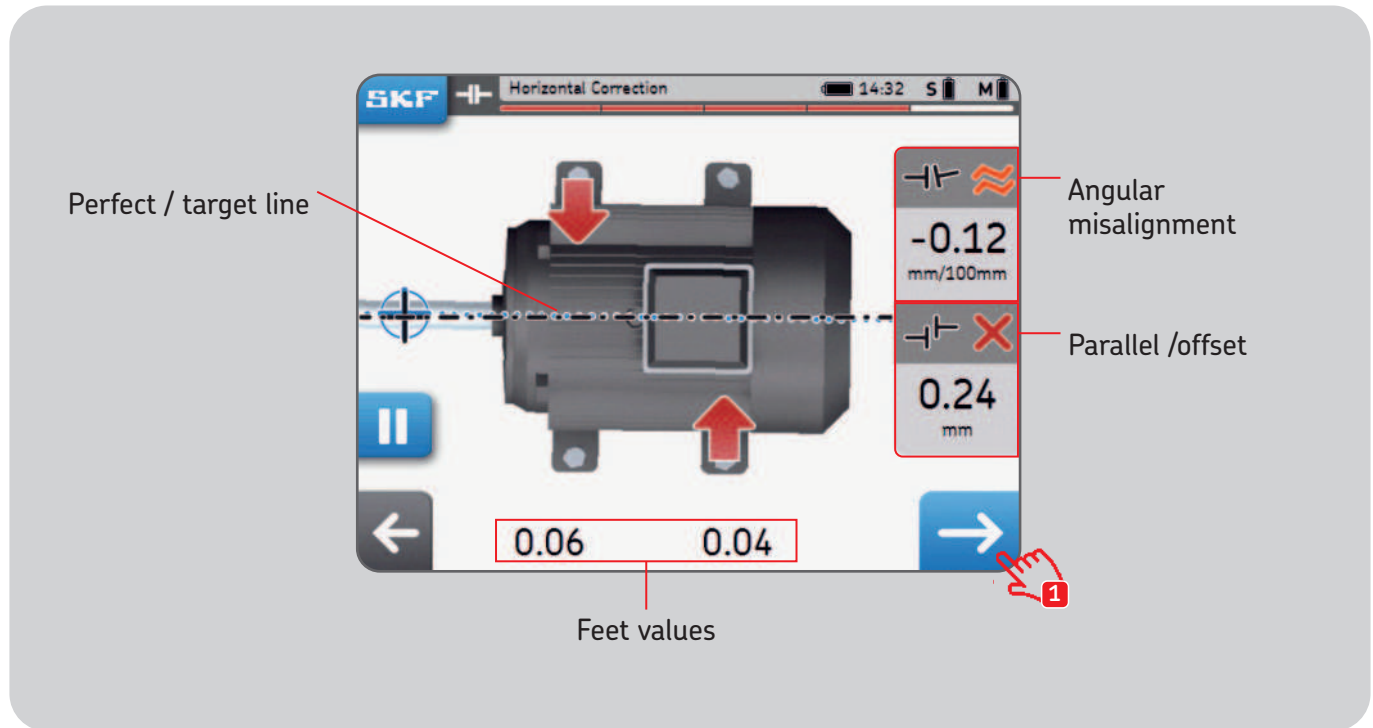 SKF
Horizontal Correction
14:32 S M
Perfect / target line
Angular
misalignment
-0.12
mm/100mm
Parallel /offset
0.24
mm
0.06 0.04
1
Feet values